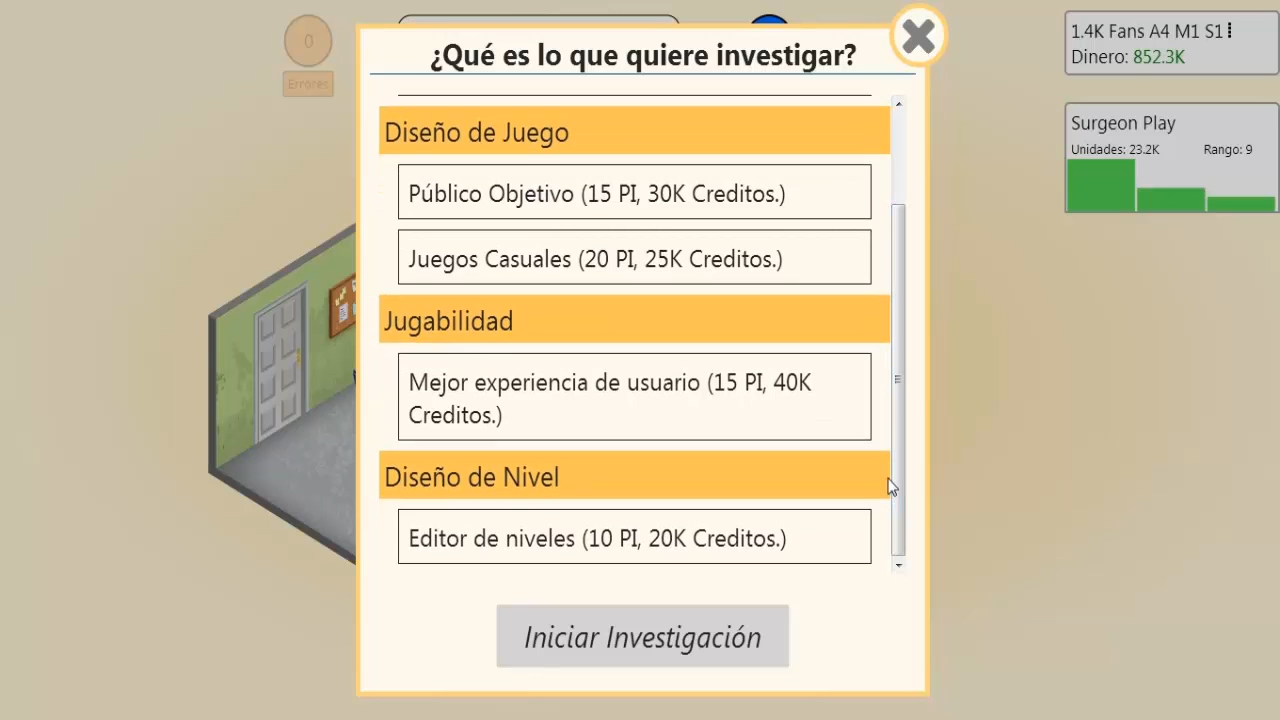 0
Errores
¿Qué es lo que quiere investigar?
Diseño de Juego
Público Objetivo (15 PI, 30K Creditos.)
Juegos Casuales (20 PI, 25K Creditos.)
Jugabilidad
Mejor experiencia de usuario (15 PI, 40K
Creditos.)
Diseño de Nivel
Editor de niveles (10 PI, 20K Creditos.)
Iniciar Investigación
1.4K Fans A4 M1 S1
Dinero: 852.3K
Surgeon Play
Unidades: 23.2K Rango: 9